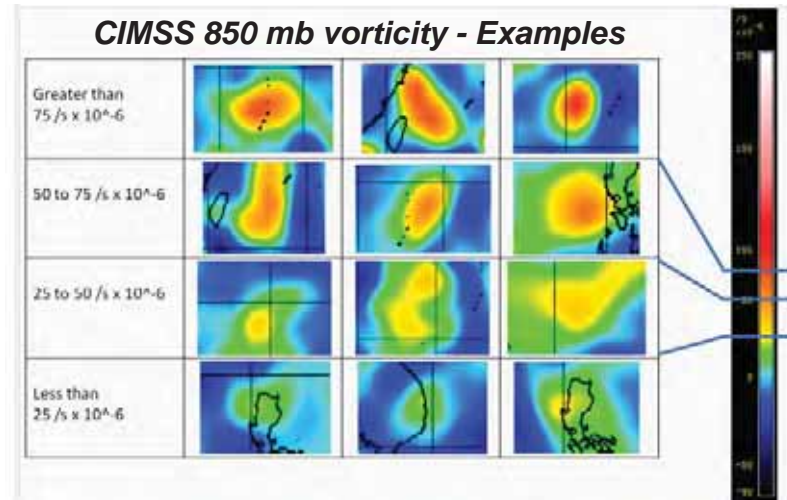 CIMSS 850 mb vorticity - Examples
Greater than
75 /s x 10^-6
50 to 75 /s x 10^-6
25 to 50 /s x 10^-6
Less than
25 /s x 10^-6